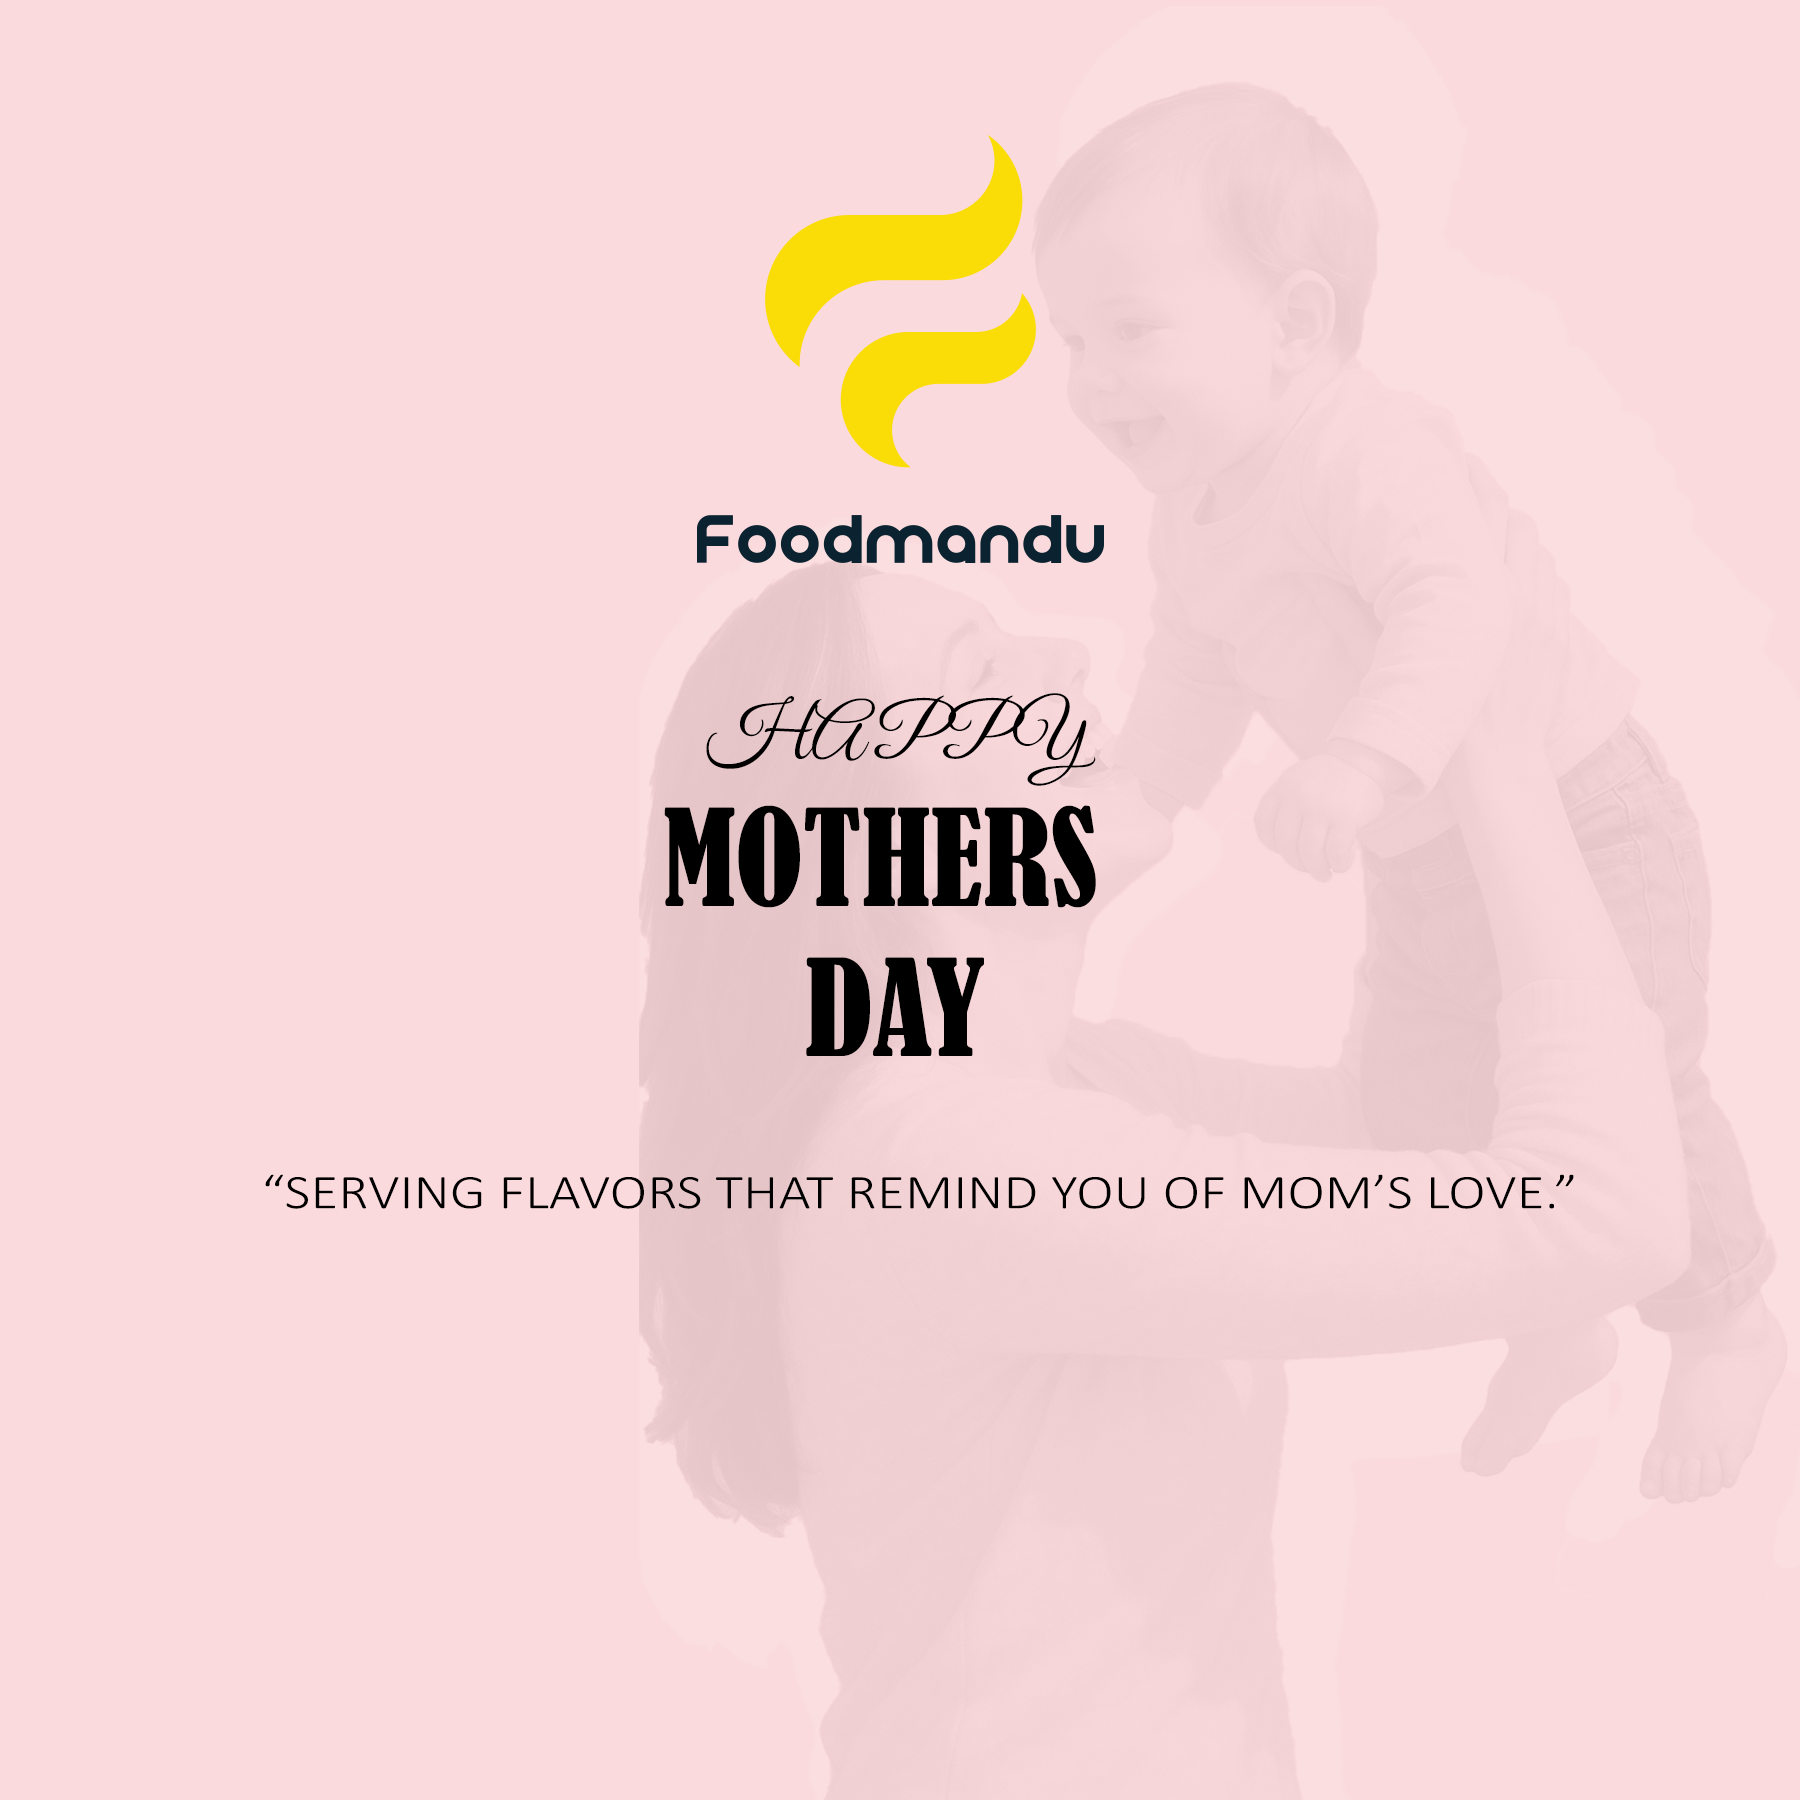 Foodmandu
HAPPY
MOTHERS
DAY
“SERVING FLAVORS THAT REMIND YOU OF MOM’S LOVE.”